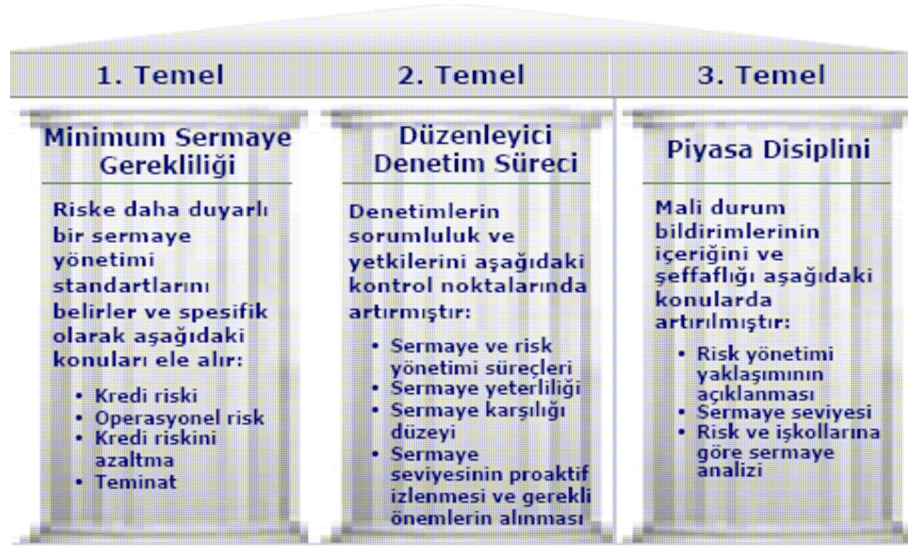 1. Temel
Minimum Sermaye
Gerekliliği
Riske daha duyarlı
bir sermaye
yönetimi
standartlarını
belirler ve spesifik
olarak aşağıdaki
konuları ele alır:
• Kredi riski
• Operasyonel risk
• Kredi riskini
azaltma
• Teminat
2. Temel
Düzenleyici
Denetim Süreci
Denetimlerin
sorumluluk ve
yetkilerini aşağıdaki
kontrol noktalarında
artırmıştır:
• Sermaye ve risk
yönetimi süreçleri
• Sermaye yeterliliği
• Sermaye karşılığı
düzeyi
• Sermaye
seviyesinin proaktif
izlenmesi ve gerekli
önemlerin alınması
3. Temel
Piyasa Disiplini
Mali durum
bildirimlerinin
içeriğini ve
şeffaflığı aşağıdaki
konularda
artırılmıştır:
• Risk yönetimi
yaklaşımının
açıklanması
• Sermaye seviyesi
• Risk ve işkollarına
göre sermaye
analizi